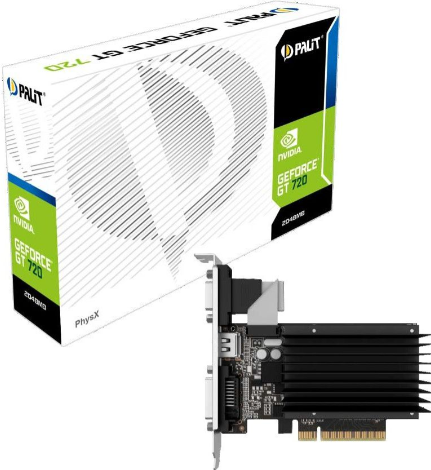 PALiT
GEFORCE GT 720
PALiT
NVIDIA
GEFORCE
GT 720
2048MB
PALiT
NVIDIA
GEFORCE
GT 720
2048MB
PhysX